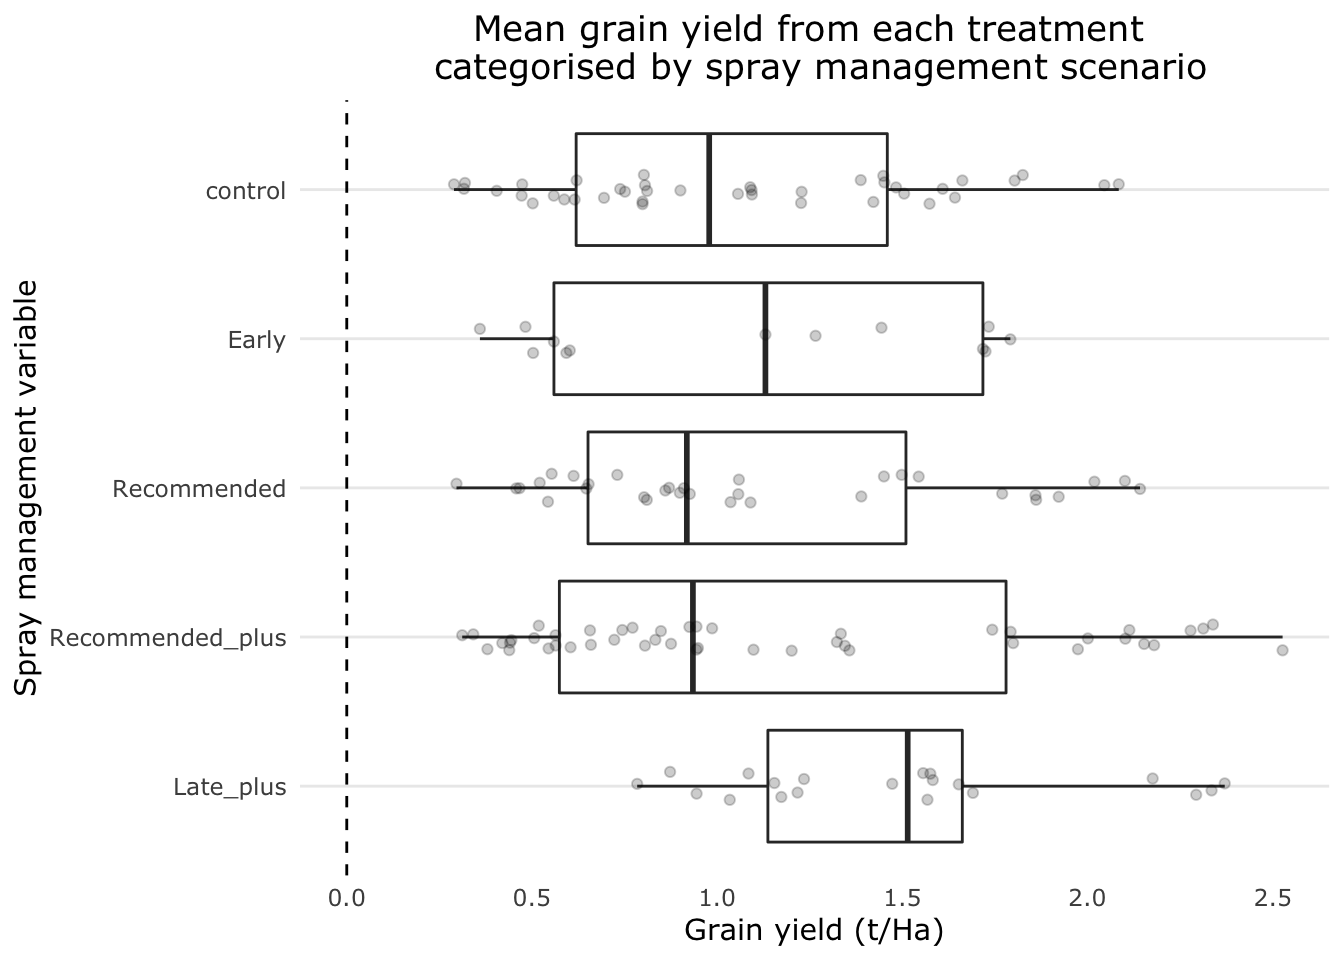 Mean grain yield from each treatment
categorised by spray management scenario
Spray management variable
control
Early
Recommended
Recommended_plus
Late_plus
0.0 0.5 1.0 1.5 2.0 2.5
Grain yield (t/Ha)